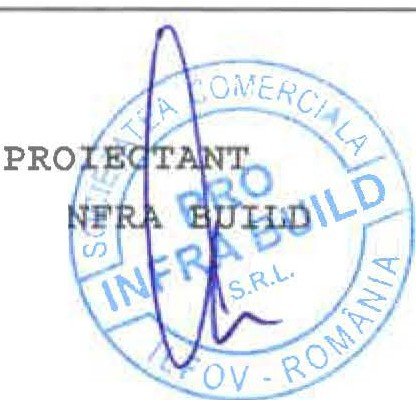 PROIECTANT
NFRA BUILD
SOCIETATEA COMERCIALA
PRO
INFRA BUILD
S.R.L.
ILFOV - ROMÂNIA